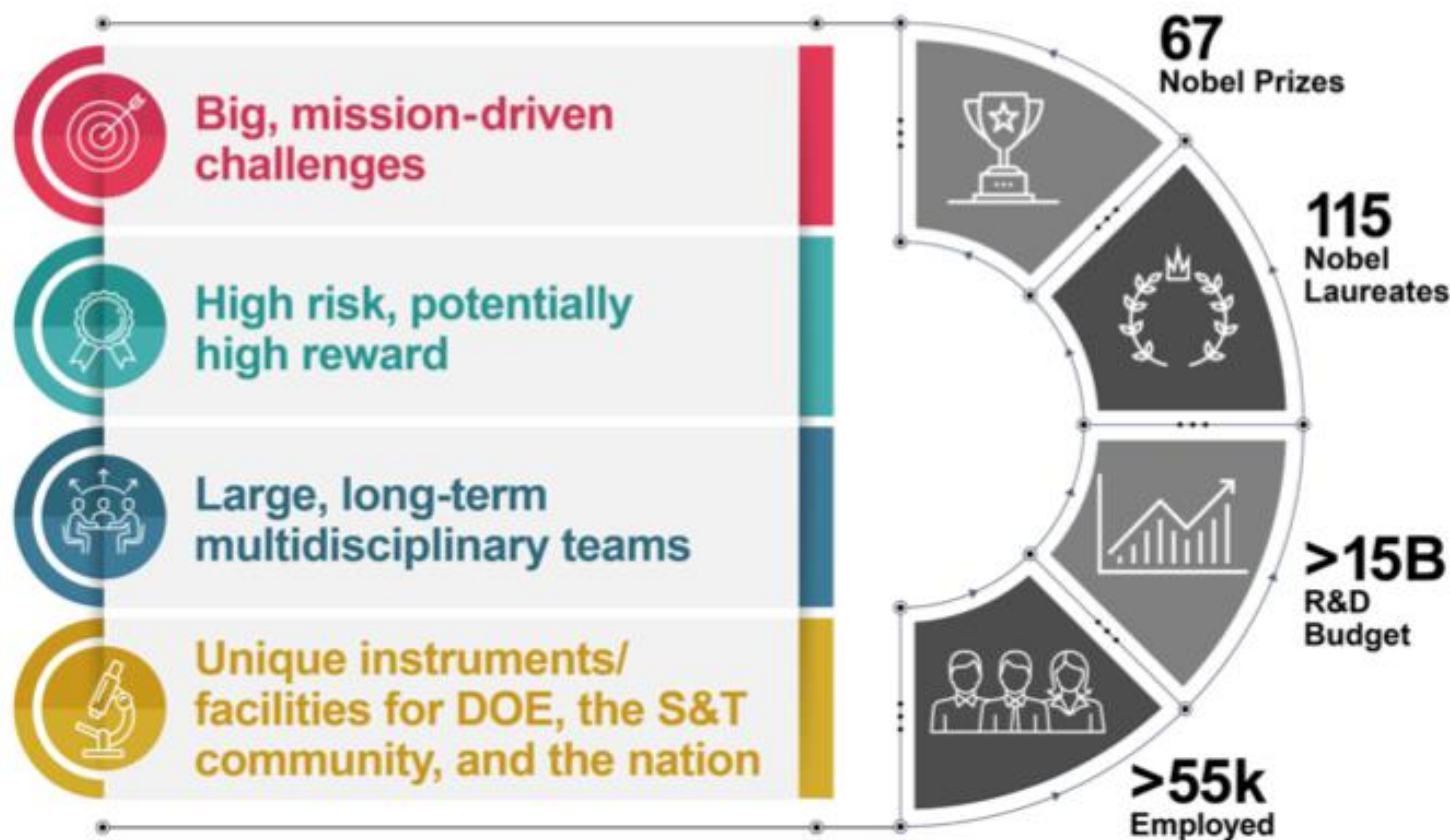 Big, mission-driven
challenges
High risk, potentially
high reward
Large, long-term
multidisciplinary teams
Unique instruments/
facilities for DOE, the S&T
community, and the nation
67
Nobel Prizes
115
Nobel
Laureates
>15B
R&D
Budget
>55k
Employed